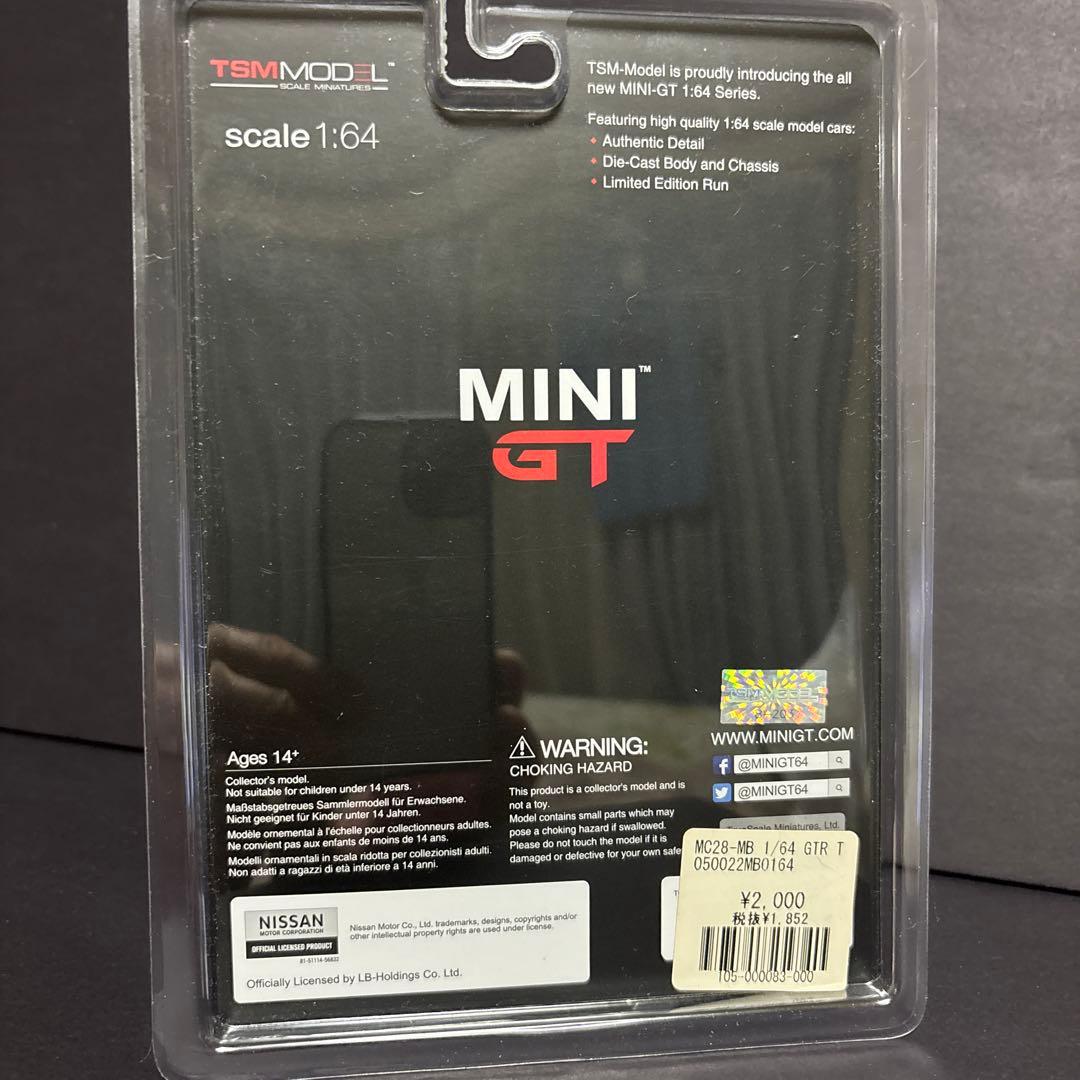 TSMMODEL™
SCALE MINIATURES
scale 1:64
TSM-Model is proudly introducing the all
new MINI-GT 1:64 Series.
Featuring high quality 1:64 scale model cars:
Authentic Detail
Die-Cast Body and Chassis
Limited Edition Run
MINI™
GT
TSMMODEL
WWW.MINIGT.COM
@MINIGT64
@MINIGT64
Ages 14+
Collector's model.
Not suitable for children under 14 years.
Maßstabsgetreues Sammlermodell für Erwachsene.
Nicht geeignet für Kinder unter 14 Jahren.
Modèle ornemental à l'échelle pour collectionneurs adultes.
Ne convient pas aux enfants de moins de 14 ans.
Modelli ornamentali in scala ridotta per collezionisti adulti.
Non adatti a ragazzi di età inferiore a 14 anni.
WARNING:
CHOKING HAZARD
This product is a collector's model and is
not a toy.
Model contains small parts which may
pose a choking hazard if swallowed.
Please do not touch the model if it is
damaged or defective for your own safe
Scale Miniatures, Ltd.
NISSAN
MOTOR CORPORATION
OFFICIAL LICENSED PRODUCT
Nissan Motor Co., Ltd. trademarks, designs, copyrights and/or
other intellectual property rights are used under license.
Officially Licensed by LB-Holdings Co. Ltd.
MC28-MB 1/64 GTR T
050022MB0164
¥2,000
税抜¥1,852
105-000083-000